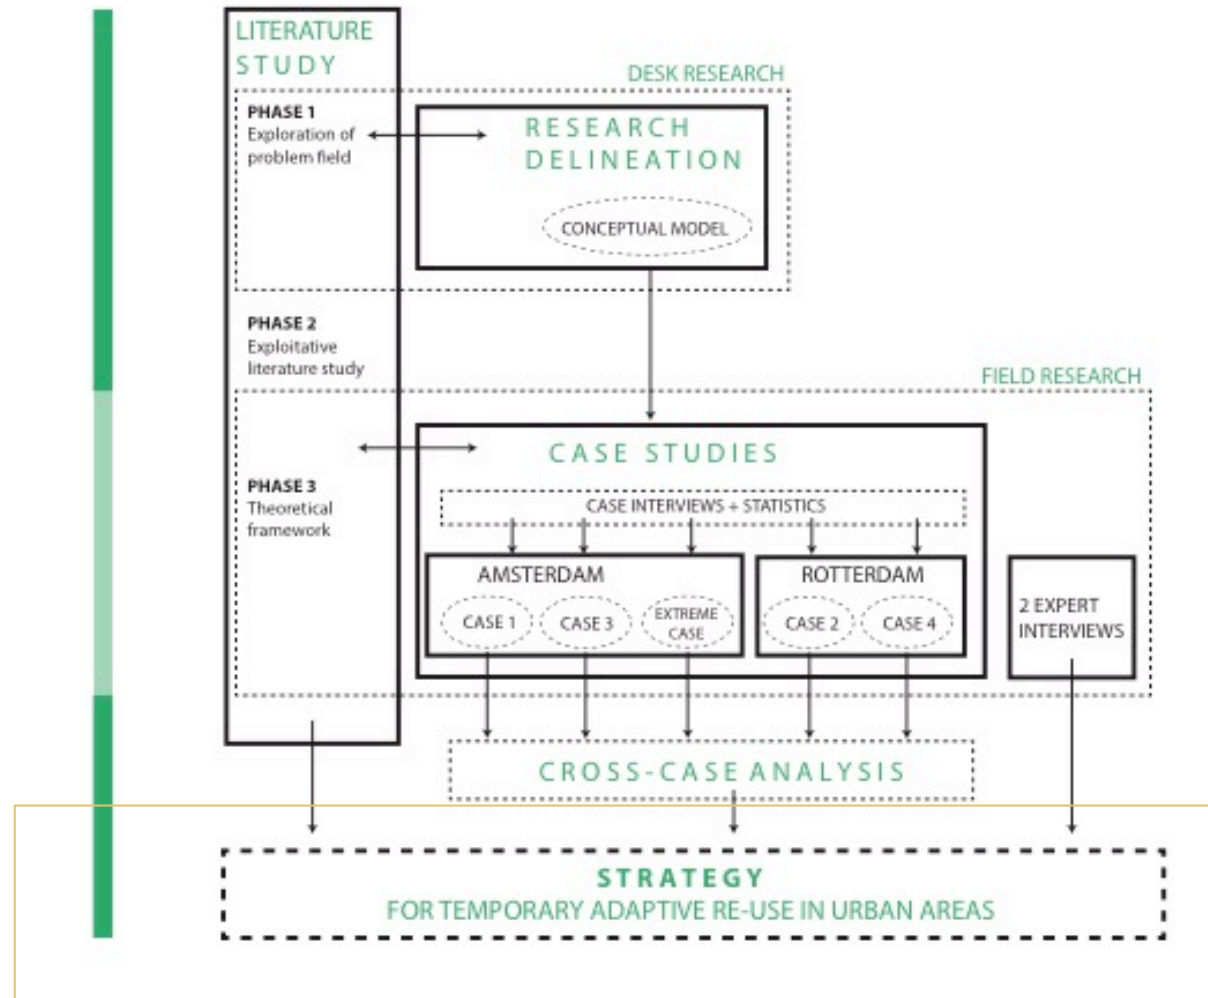 LITERATURE
STUDY
DESK RESEARCH
PHASE 1
Exploration of
problem field
RESEARCH
DELINEATION
CONCEPTUAL MODEL
PHASE 2
Exploitative
literature study
FIELD RESEARCH
CASE STUDIES
PHASE 3
Theoretical
framework
CASE INTERVIEWS + STATISTICS
AMSTERDAM
CASE 1
CASE 3
EXTREME
CASE
ROTTERDAM
CASE 2
CASE 4
2 EXPERT
INTERVIEWS
CROSS-CASE ANALYSIS
STRATEGY
FOR TEMPORARY ADAPTIVE RE-USE IN URBAN AREAS